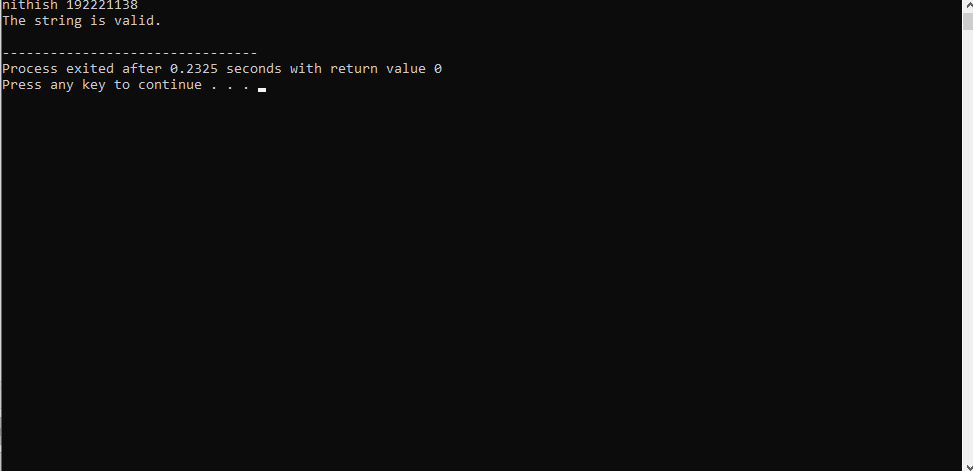 nithish 192221138
The string is valid.
--------------------------------
Process exited after 0.2325 seconds with return value 0
Press any key to continue . . .